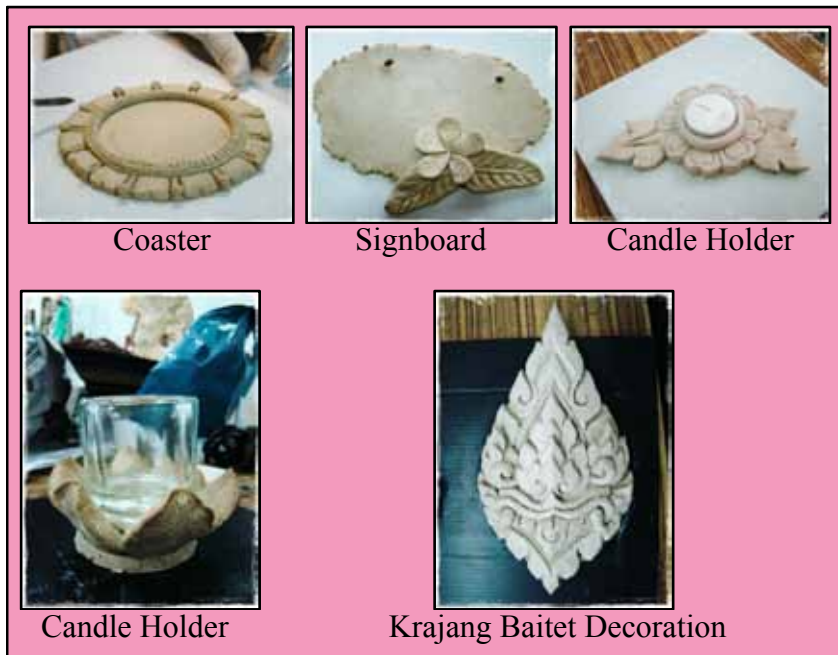 Coaster
Signboard
Candle Holder
Candle Holder
Krajang Baitet Decoration